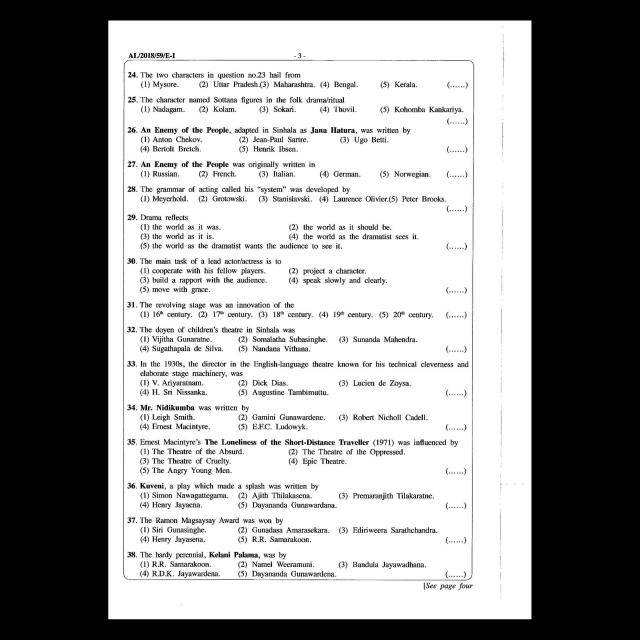 AL/2018/59/E-I
- 3 -
24. The two characters in question no.23 hail from
(1) Mysore. (2) Uttar Pradesh.(3) Maharashtra. (4) Bengal. (5) Kerala. (......)
25. The character named Sottana figures in the folk drama/ritual
(1) Nadagam. (2) Kolam. (3) Sokari. (4) Thovil. (5) Kohomba Kankariya.
(......)
26. An Enemy of the People, adapted in Sinhala as Jana Hatura, was written by
(1) Anton Chekov. (2) Jean-Paul Sartre. (3) Ugo Betti.
(4) Bertolt Bretch. (5) Henrik Ibsen. (......)
27. An Enemy of the People was originally written in
(1) Russian. (2) French. (3) Italian. (4) German. (5) Norwegian. (......)
28. The grammar of acting called his "system" was developed by
(1) Meyerhold. (2) Grotowski. (3) Stanislavski. (4) Laurence Olivier.(5) Peter Brooks.
(......)
29. Drama reflects
(1) the world as it was. (2) the world as it should be.
(3) the world as it is. (4) the world as the dramatist sees it.
(5) the world as the dramatist wants the audience to see it. (......)
30. The main task of a lead actor/actress is to
(1) cooperate with his fellow players. (2) project a character.
(3) build a rapport with the audience. (4) speak slowly and clearly.
(5) move with grace. (......)
31. The revolving stage was an innovation of the
(1) 16th century. (2) 17th century. (3) 18th century. (4) 19th century. (5) 20th century. (......)
32. The doyen of children's theatre in Sinhala was
(1) Vijitha Gunaratne. (2) Somalatha Subasinghe. (3) Sunanda Mahendra.
(4) Sugathapala de Silva. (5) Nandana Vithana. (......)
33. In the 1930s, the director in the English-language theatre known for his technical cleverness and
elaborate stage machinery, was
(1) V. Ariyaratnam. (2) Dick Dias. (3) Lucien de Zoysa.
(4) H. Sri Nissanka. (5) Augustine Tambimuttu. (......)
34. Mr. Nidikumba was written by
(1) Leigh Smith. (2) Gamini Gunawardene. (3) Robert Nicholl Cadell.
(4) Ernest Macintyre. (5) E.F.C. Ludowyk. (......)
35. Ernest Macintyre's The Loneliness of the Short-Distance Traveller (1971) was influenced by
(1) The Theatre of the Absurd. (2) The Theatre of the Oppressed.
(3) The Theatre of Cruelty. (4) Epic Theatre.
(5) The Angry Young Men. (......)
36. Kuveni, a play which made a splash was written by
(1) Simon Nawagattegama. (2) Ajith Thilakasena. (3) Premaranjith Tilakaratne.
(4) Henry Jayaena. (5) Dayananda Gunawardana. (......)
37. The Ramon Magsaysay Award was won by
(1) Siri Gunasinghe. (2) Gunadasa Amarasekara. (3) Ediriweera Sarathchandra.
(4) Henry Jayasena. (5) R.R. Samarakoon. (......)
38. The hardy perennial, Kelani Palama, was by
(1) R.R. Samarakoon. (2) Namel Weeramuni. (3) Bandula Jayawadhana.
(4) R.D.K. Jayawardena. (5) Dayananda Gunawardena. (......)
[See page four